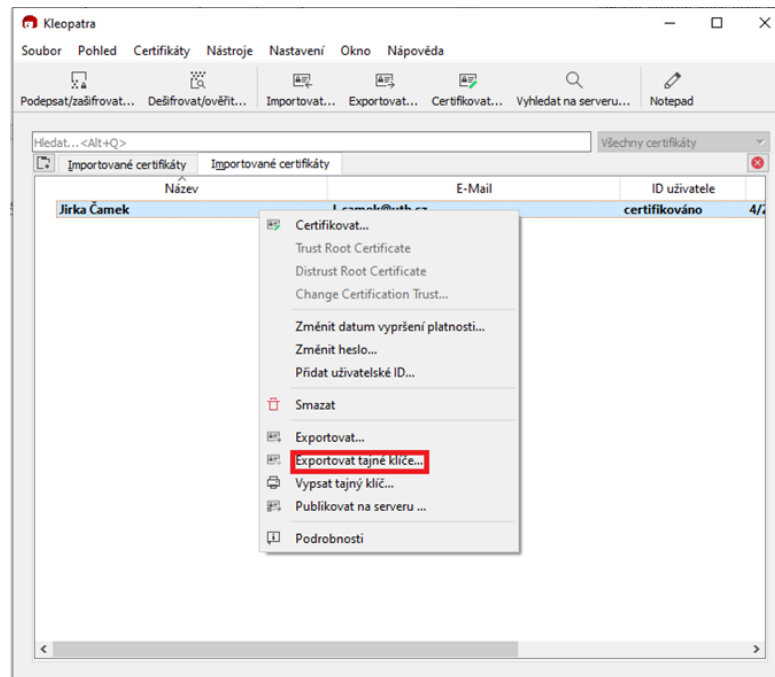 Kleopatra
Soubor Pohled Certifikáty Nástroje Nastavení Okno Nápověda
Podepsat/zašifrovat... Dešifrovat/ověřit... Importovat... Exportovat... Certifikovat... Vyhledat na serveru... Notepad
Hledat...<Alt+Q> Všechny certifikáty
Importované certifikáty Importované certifikáty
Název E-Mail ID uživatele
Jirka Čamek certifikováno
Certifikovat...
Trust Root Certificate
Distrust Root Certificate
Change Certification Trust...
Změnit datum vypršení platnosti...
Změnit heslo...
Přidat uživatelské ID...
Smazat
Exportovat...
Exportovat tajné klíče...
Vypsat tajný klíč...
Publikovat na serveru ...
Podrobnosti